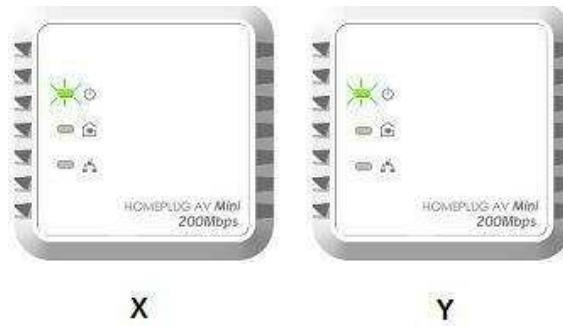 HOMEPLUG AV Mini
200Mbps
HOMEPLUG AV Mini
200Mbps
X
Y